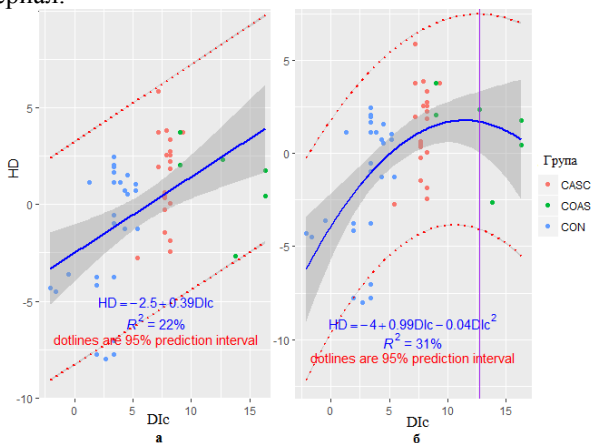 ериал.
5
0
-5
-10
HD
HD=−2.5+0.39DIc
R² = 22%
dotlines are 95% prediction interval
0
5
10
15
DIc
а
5
0
-5
-10
HD=−4+0.99DIc−0.04DIc²
R² = 31%
dotlines are 95% prediction interval
0
5
10
15
DIc
б
Група
CASC
COAS
CON